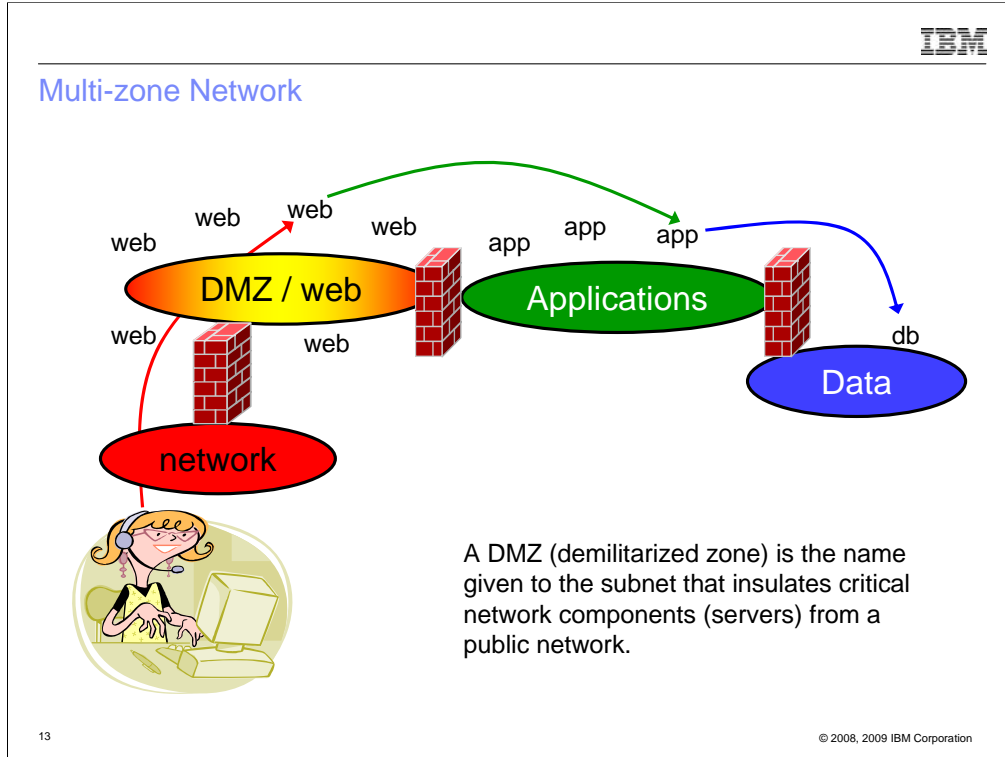 IBM
Multi-zone Network
web
web
web
web
app
app
app
DMZ / web
Applications
web
web
db
Data
network
A DMZ (demilitarized zone) is the name
given to the subnet that insulates critical
network components (servers) from a
public network.
13
© 2008, 2009 IBM Corporation